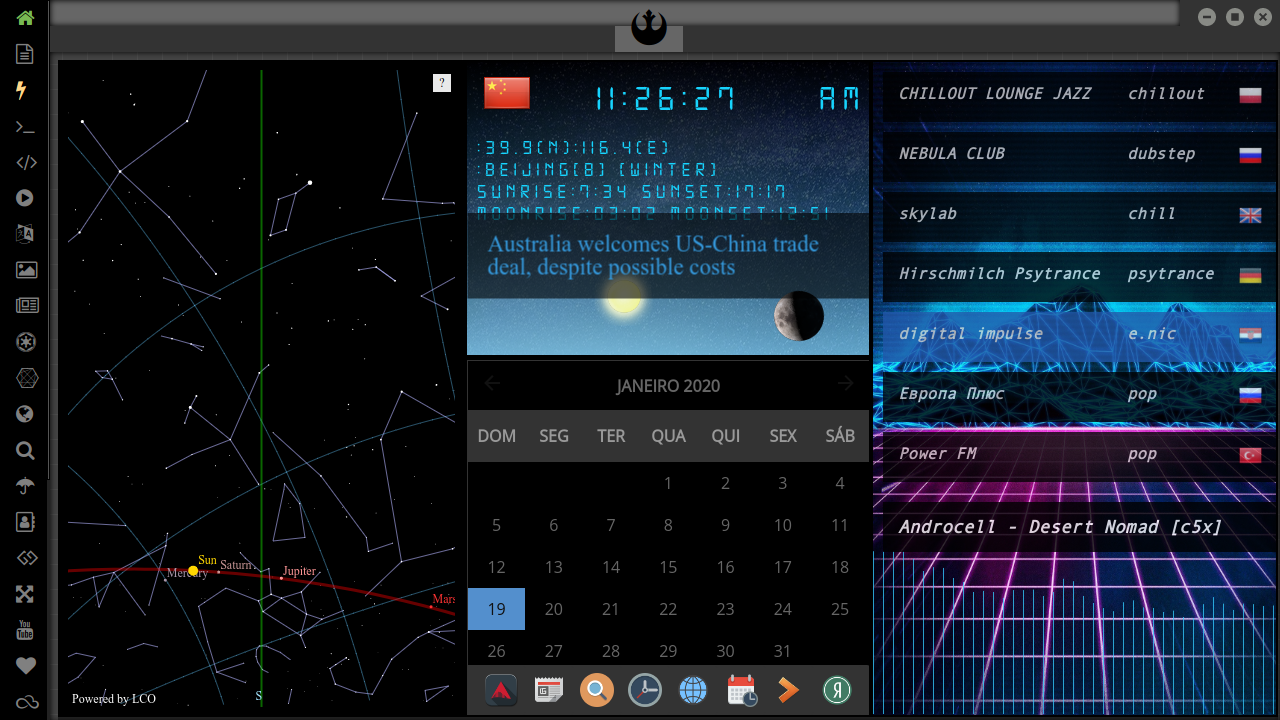 ?
Sun
Mercury
Saturn
Jupiter
Mars
S
Powered by LCO
11:26:27 AM
:39.9(N):116.4(E)
:BEIJING[8] [WINTER]
SUNRISE:7:34 SUNSET:17:17
MOONRISE:03:02 MOONSET:12:51
Australia welcomes US-China trade
deal, despite possible costs
JANEIRO 2020
DOM SEG TER QUA QUI SEX SÁB
1 2 3 4
5 6 7 8 9 10 11
12 13 14 15 16 17 18
19 20 21 22 23 24 25
26 27 28 29 30 31
CHILLOUT LOUNGE JAZZ chillout
NEBULA CLUB dubstep
skylab chill
Hirschmilch Psytrance psytrance
digital impulse e.nic
Европа Плюс pop
Power FM pop
Androcell - Desert Nomad [c5x]
You
Tube
Я